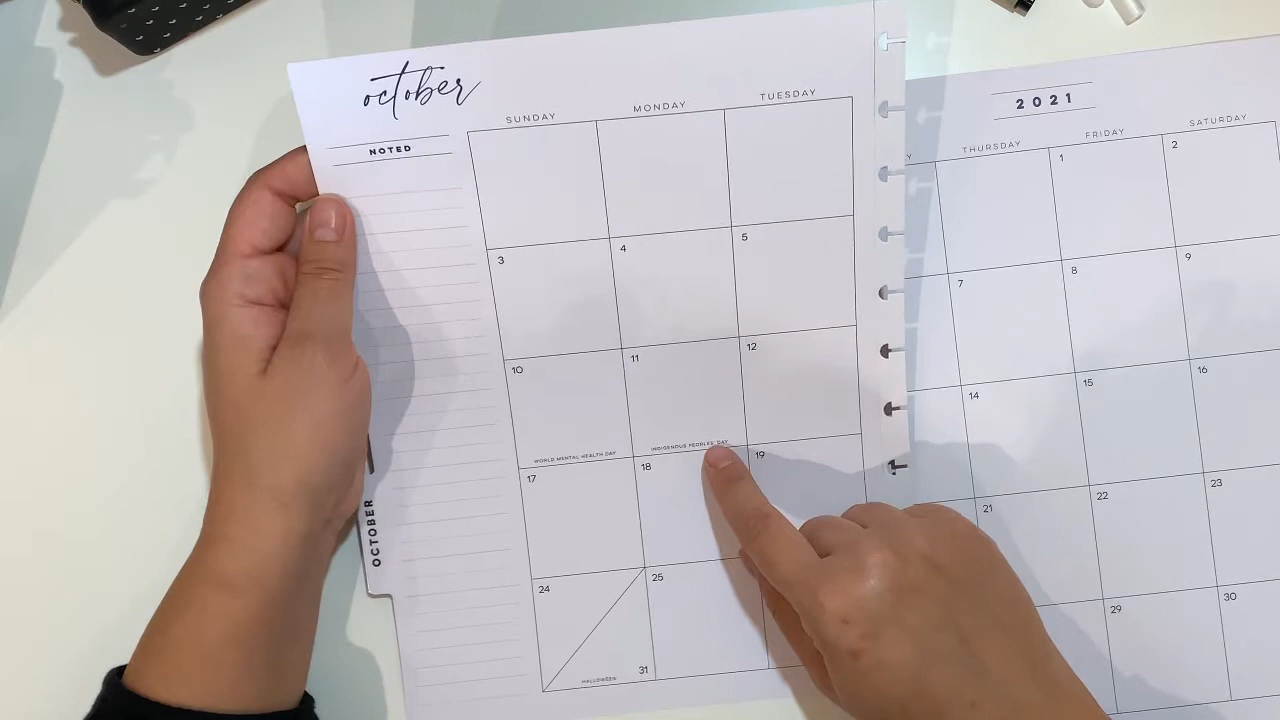 october
2021
NOTED
SUNDAY MONDAY TUESDAY
Y THURSDAY FRIDAY SATURDAY
1 2
3 4 5
7 8 9
10 11 12
WORLD MENTAL HEALTH DAY INDIGENOUS PEOPLES' DAY
14 15 16
17 18 19
21 22 23
24 25
HALLOWEEN 31
29 30
OCTOBER